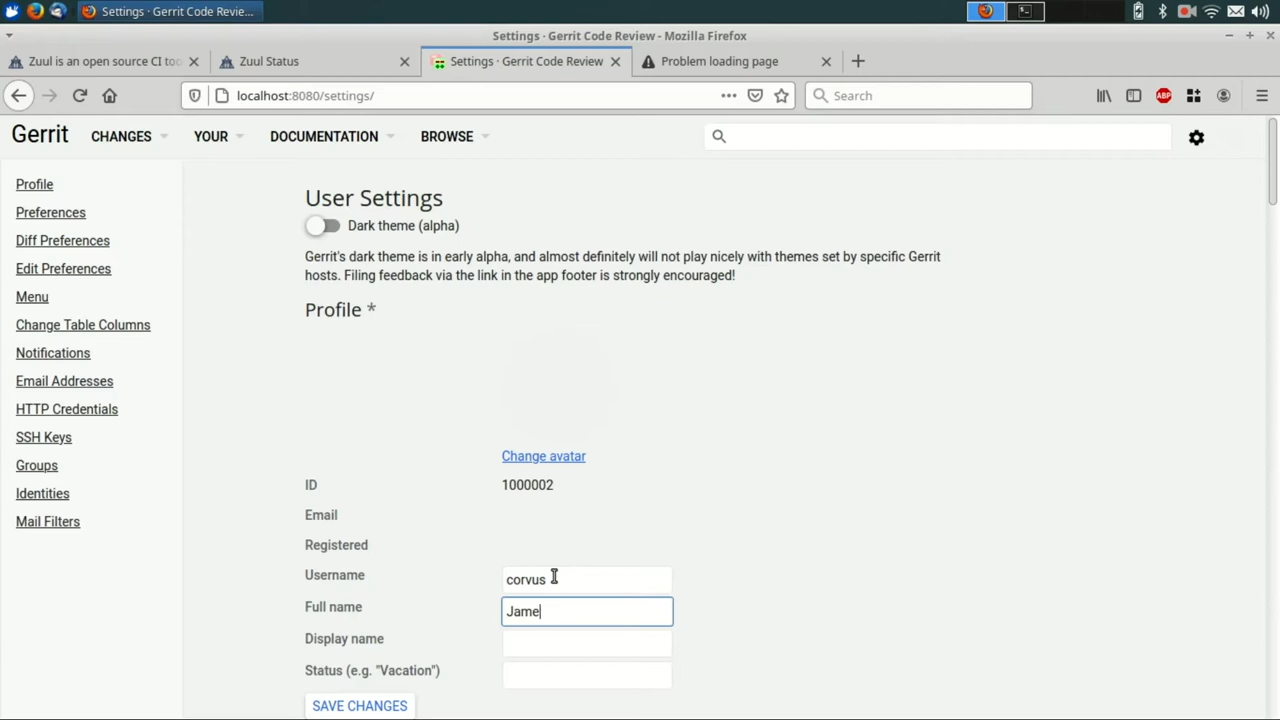 Settings · Gerrit Code Revie...
Settings · Gerrit Code Review - Mozilla Firefox
Zuul is an open source CI too
Zuul Status
Settings · Gerrit Code Review
Problem loading page
localhost:8080/settings/
Search
ABP
Gerrit
CHANGES
YOUR
DOCUMENTATION
BROWSE
Profile
Preferences
Diff Preferences
Edit Preferences
Menu
Change Table Columns
Notifications
Email Addresses
HTTP Credentials
SSH Keys
Groups
Identities
Mail Filters
User Settings
Dark theme (alpha)
Gerrit's dark theme is in early alpha, and almost definitely will not play nicely with themes set by specific Gerrit
hosts. Filing feedback via the link in the app footer is strongly encouraged!
Profile *
Change avatar
ID 1000002
Email
Registered
Username corvus
Full name Jame
Display name
Status (e.g. "Vacation")
SAVE CHANGES